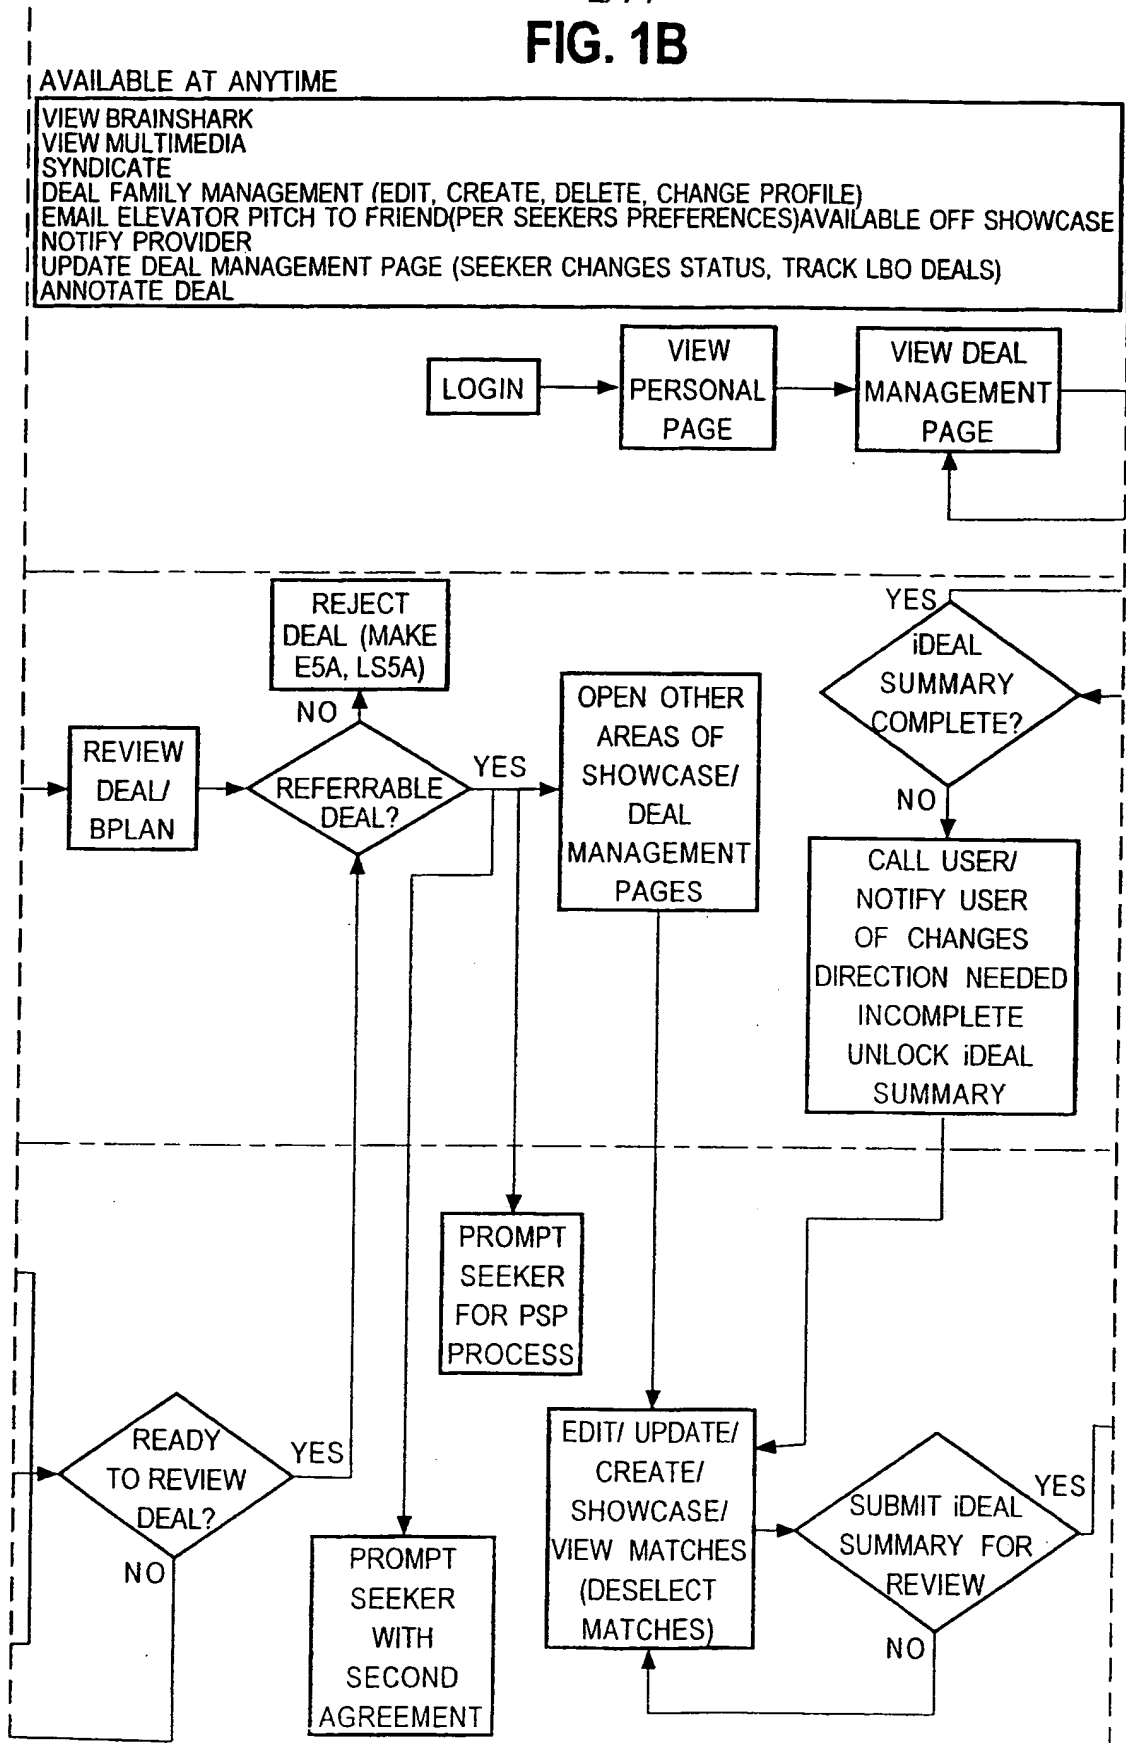 FIG. 1B
AVAILABLE AT ANYTIME
VIEW BRAINSHARK
VIEW MULTIMEDIA
SYNDICATE
DEAL FAMILY MANAGEMENT (EDIT, CREATE, DELETE, CHANGE PROFILE)
EMAIL ELEVATOR PITCH TO FRIEND(PER SEEKERS PREFERENCES)AVAILABLE OFF SHOWCASE
NOTIFY PROVIDER
UPDATE DEAL MANAGEMENT PAGE (SEEKER CHANGES STATUS, TRACK LBO DEALS)
ANNOTATE DEAL
LOGIN
VIEW
PERSONAL
PAGE
VIEW DEAL
MANAGEMENT
PAGE
REJECT
DEAL (MAKE
E5A, LS5A)
NO
REVIEW
DEAL/
BPLAN
REFERRABLE
DEAL?
YES
OPEN OTHER
AREAS OF
SHOWCASE/
DEAL
MANAGEMENT
PAGES
YES
iDEAL
SUMMARY
COMPLETE?
NO
CALL USER/
NOTIFY USER
OF CHANGES
DIRECTION NEEDED
INCOMPLETE
UNLOCK iDEAL
SUMMARY
PROMPT
SEEKER
FOR PSP
PROCESS
READY
TO REVIEW
DEAL?
YES
NO
PROMPT
SEEKER
WITH
SECOND
AGREEMENT
EDIT/ UPDATE/
CREATE/
SHOWCASE/
VIEW MATCHES
(DESELECT
MATCHES)
SUBMIT iDEAL
SUMMARY FOR
REVIEW
YES
NO